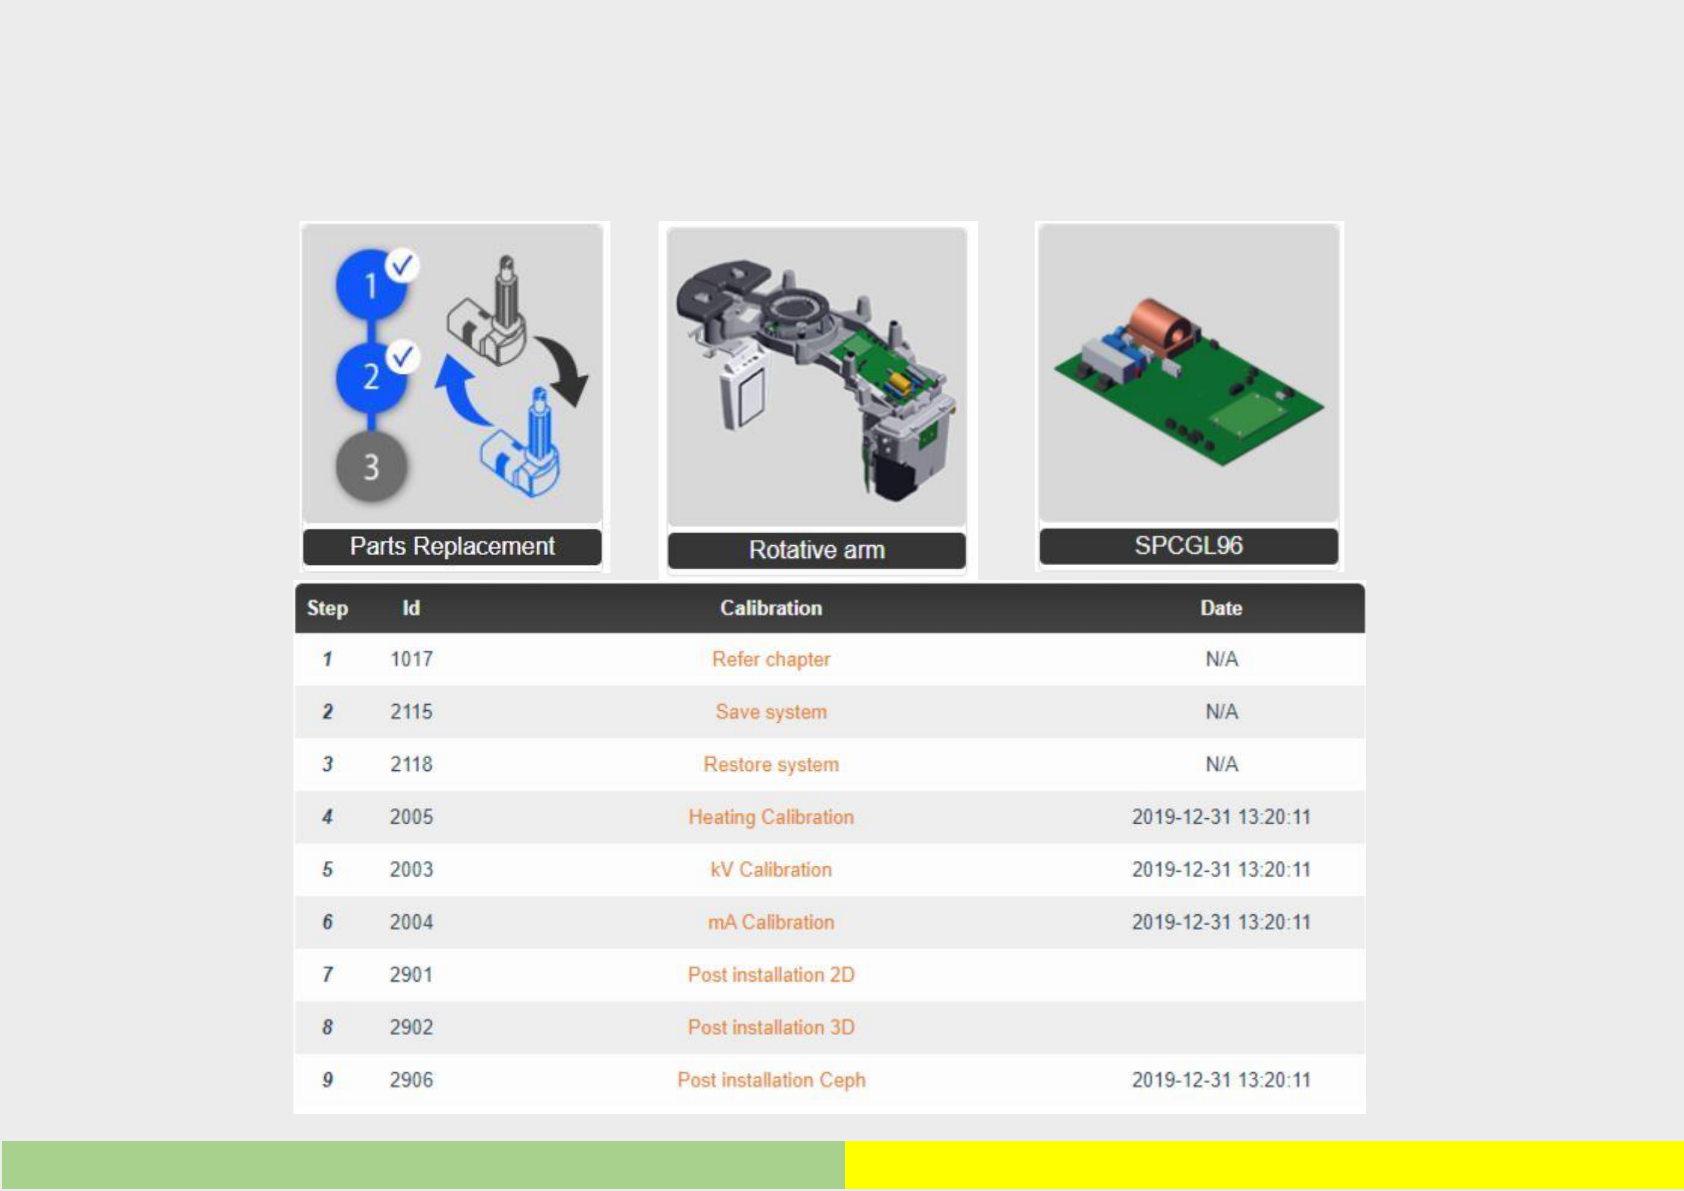 1
2
3
Parts Replacement
Rotative arm
SPCGL96
Step Id Calibration Date
1 1017 Refer chapter N/A
2 2115 Save system N/A
3 2118 Restore system N/A
4 2005 Heating Calibration 2019-12-31 13:20:11
5 2003 kV Calibration 2019-12-31 13:20:11
6 2004 mA Calibration 2019-12-31 13:20:11
7 2901 Post installation 2D
8 2902 Post installation 3D
9 2906 Post installation Ceph 2019-12-31 13:20:11